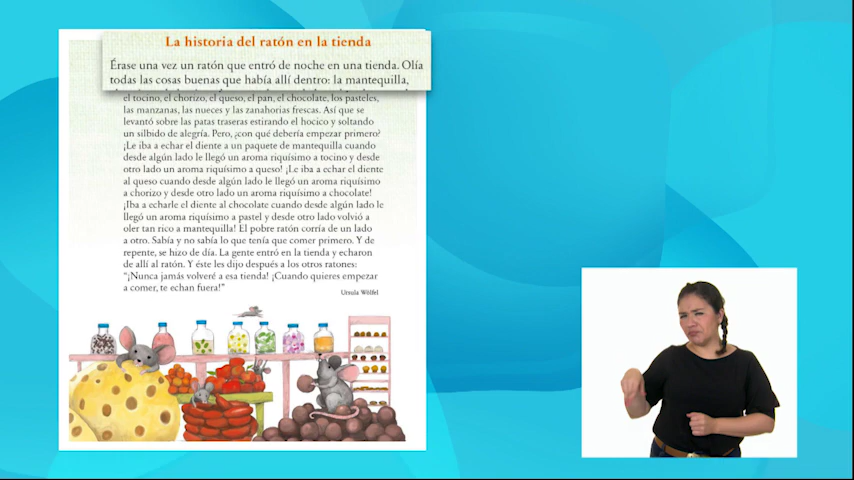 La historia del ratón en la tienda
Érase una vez un ratón que entró de noche en una tienda. Olía
todas las cosas buenas que había allí dentro: la mantequilla,
el tocino, el chorizo, el queso, el pan, el chocolate, los pasteles,
las manzanas, las nueces y las zanahorias frescas. Así que se
levantó sobre las patas traseras estirando el hocico y soltando
un silbido de alegría. Pero, ¿con qué debería empezar primero?
¡Le iba a echar el diente a un paquete de mantequilla cuando
desde algún lado le llegó un aroma riquísimo a tocino y desde
otro lado un aroma riquísimo a queso! ¡Le iba a echar el diente
al queso cuando desde algún lado le llegó un aroma riquísimo
a chorizo y desde otro lado un aroma riquísimo a chocolate!
¡Iba a echarle el diente al chocolate cuando desde algún lado le
llegó un aroma riquísimo a pastel y desde otro lado volvió a
oler tan rico a mantequilla! El pobre ratón corría de un lado
a otro. Sabía y no sabía lo que tenía que comer primero. Y de
repente, se hizo de día. La gente entró en la tienda y echaron
de allí al ratón. Y éste les dijo después a los otros ratones:
"¡Nunca jamás volveré a esa tienda! ¡Cuando quieres empezar
a comer, te echan fuera!"
Ursula Wölfel